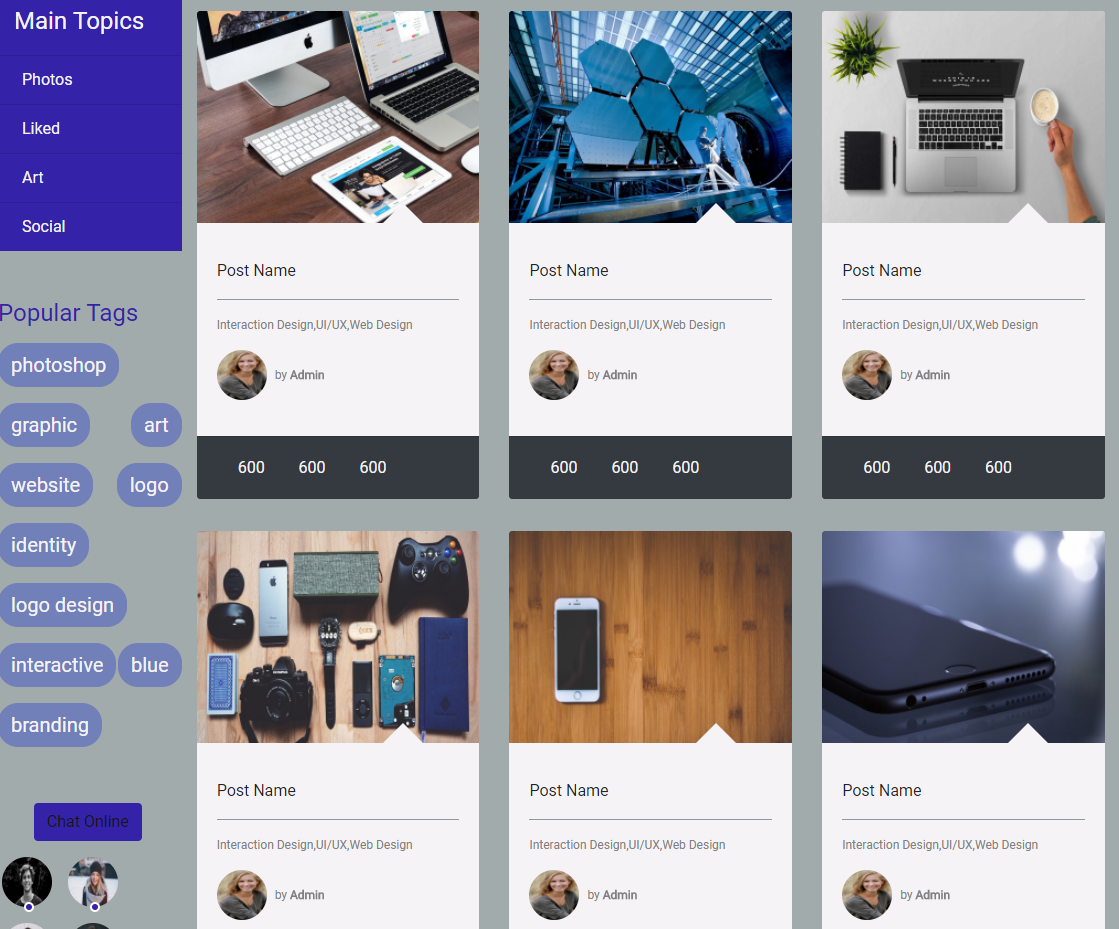 Main Topics
Photos
Liked
Art
Social
Popular Tags
photoshop
graphic art
website logo
identity
logo design
interactive blue
branding
Chat Online
Post Name
Interaction Design,UI/UX,Web Design
by Admin
600 600 600
Post Name
Interaction Design,UI/UX,Web Design
by Admin
600 600 600
Post Name
Interaction Design,UI/UX,Web Design
by Admin
600 600 600
Post Name
Interaction Design,UI/UX,Web Design
by Admin
Post Name
Interaction Design,UI/UX,Web Design
by Admin
Post Name
Interaction Design,UI/UX,Web Design
by Admin